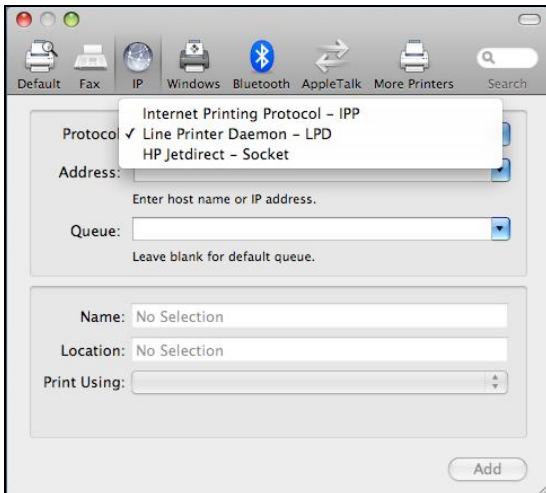 Default Fax IP Windows Bluetooth AppleTalk More Printers Search
Internet Printing Protocol – IPP
Protocol ✓ Line Printer Daemon – LPD
HP Jetdirect – Socket
Address:
Enter host name or IP address.
Queue:
Leave blank for default queue.
Name: No Selection
Location: No Selection
Print Using:
Add